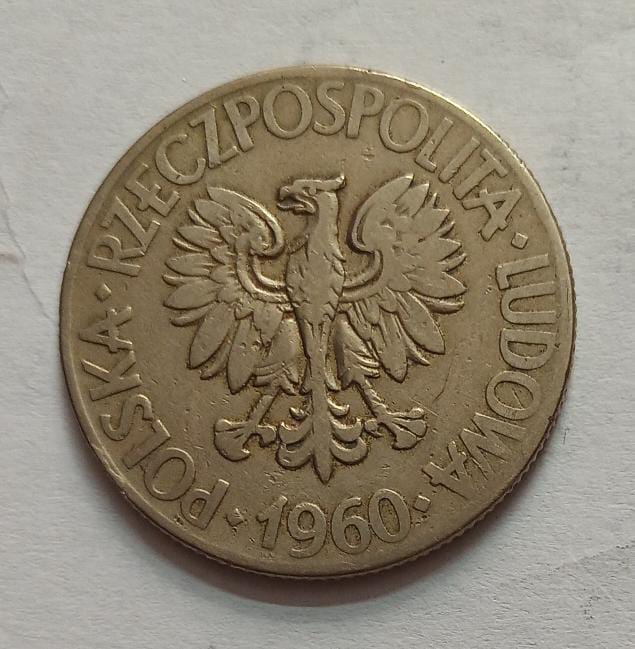 POLSKA · RZECZPOSPOLITA · LUDOWA
· 1960 ·